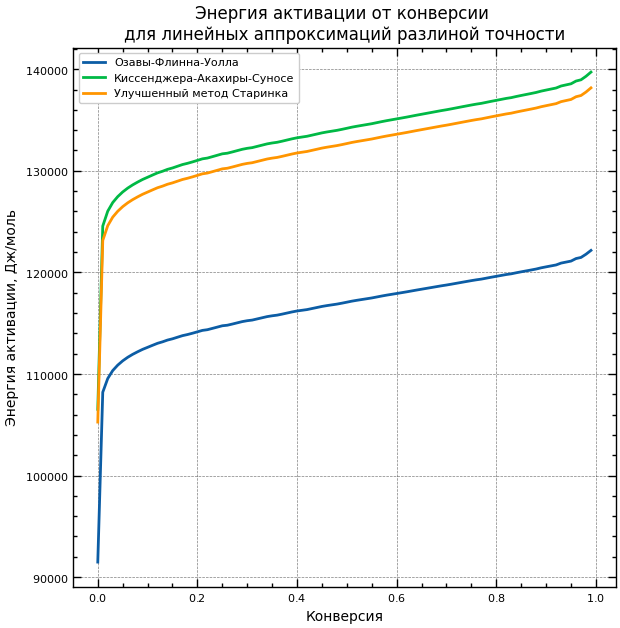 Энергия активации от конверсии
для линейных аппроксимаций разлиной точности
Озавы-Флинна-Уолла
Киссенджера-Акахиры-Суносе
Улучшенный метод Старинка
Энергия активации, Дж/моль
140000
130000
120000
110000
100000
90000
0.0
0.2
0.4
0.6
0.8
1.0
Конверсия